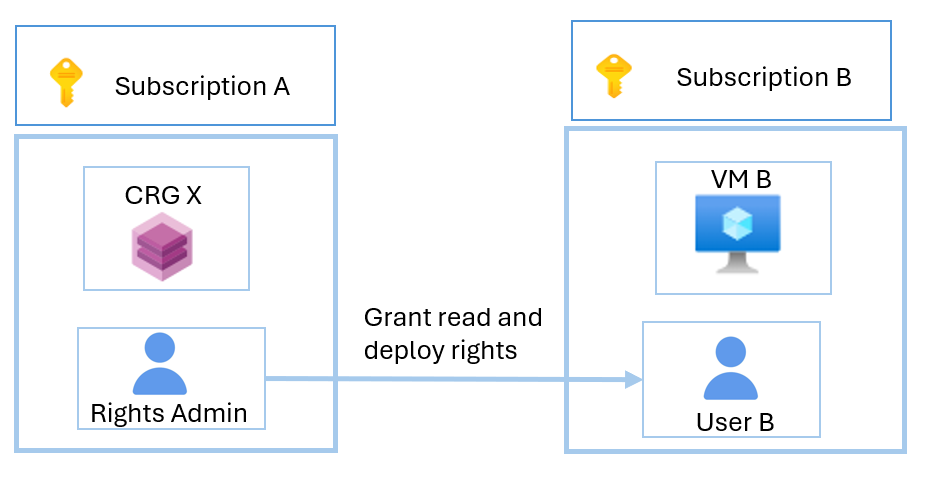 Subscription A
Subscription B
CRG X
VM B
Grant read and
deploy rights
Rights Admin
User B